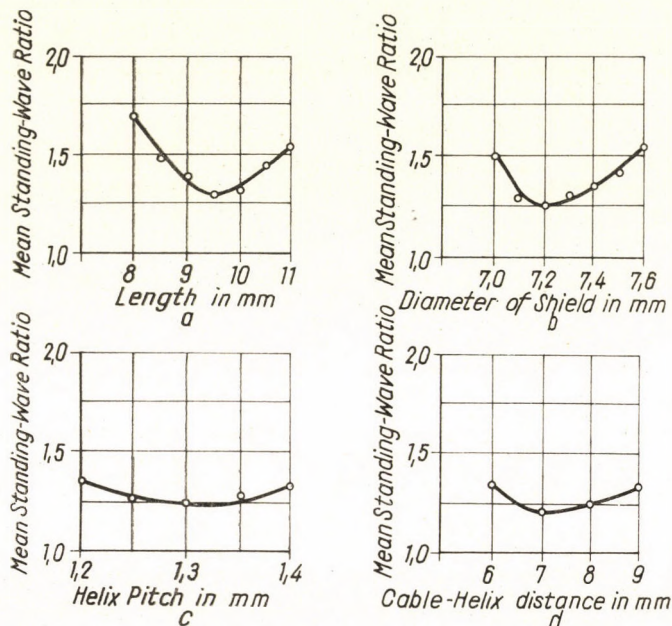 Mean Standing-Wave Ratio
2,0
1,5
1,0
8 9 10 11
Length in mm
a
Mean Standing-Wave Ratio
2,0
1,5
1,0
7,0 7,2 7,4 7,6
Diameter of Shield in mm
b
Mean Standing-Wave Ratio
2,0
1,5
1,0
1,2 1,3 1,4
Helix Pitch in mm
c
Mean Standing-Wave Ratio
2,0
1,5
1,0
6 7 8 9
Cable-Helix distance in mm
d